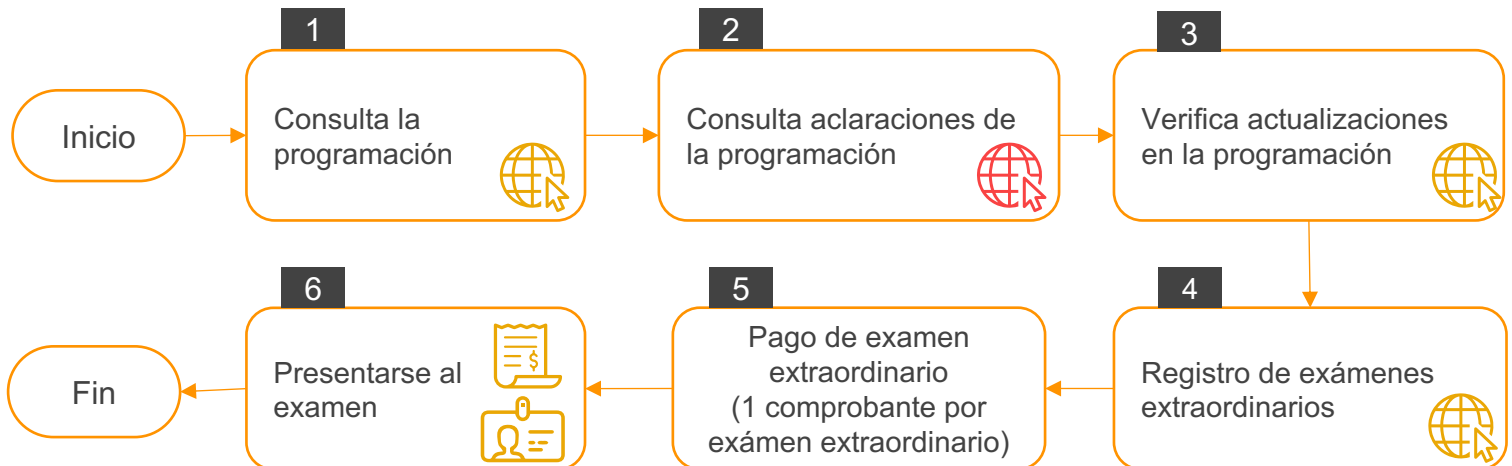 1
2
3
Inicio
Consulta la
programación
Consulta aclaraciones de
la programación
Verifica actualizaciones
en la programación
6
5
4
Fin
Presentarse al
examen
$
Pago de examen
extraordinario
(1 comprobante por
exámen extraordinario)
Registro de exámenes
extraordinarios